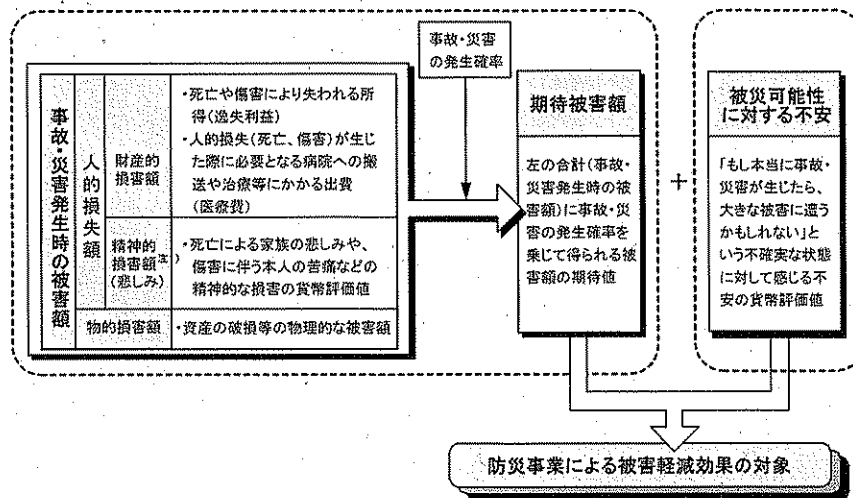 事故・災害
の発生確率
事故・災害発生時の被害額
人的損失額
財産的
損害額
・死亡や傷害により失われる所
得(逸失利益)
・人的損失(死亡、傷害)が生じ
た際に必要となる病院への搬
送や治療等にかかる出費
(医療費)
精神的
損害額注)
(悲しみ)
・死亡による家族の悲しみや、
傷害に伴う本人の苦痛などの
精神的な損害の貨幣評価値
物的損害額
・資産の破損等の物理的な被害額
期待被害額
左の合計(事故・
災害発生時の被
害額)に事故・災
害の発生確率を
乗じて得られる被
害額の期待値
+
被災可能性
に対する不安
「もし本当に事故・
災害が生じたら、
大きな被害に遭う
かもしれない」と
いう不確実な状態
に対して感じる不
安の貨幣評価値
防災事業による被害軽減効果の対象